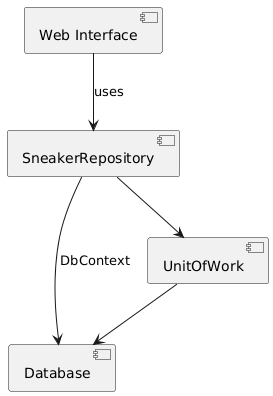 Web Interface
uses
SneakerRepository
DbContext
UnitOfWork
Database